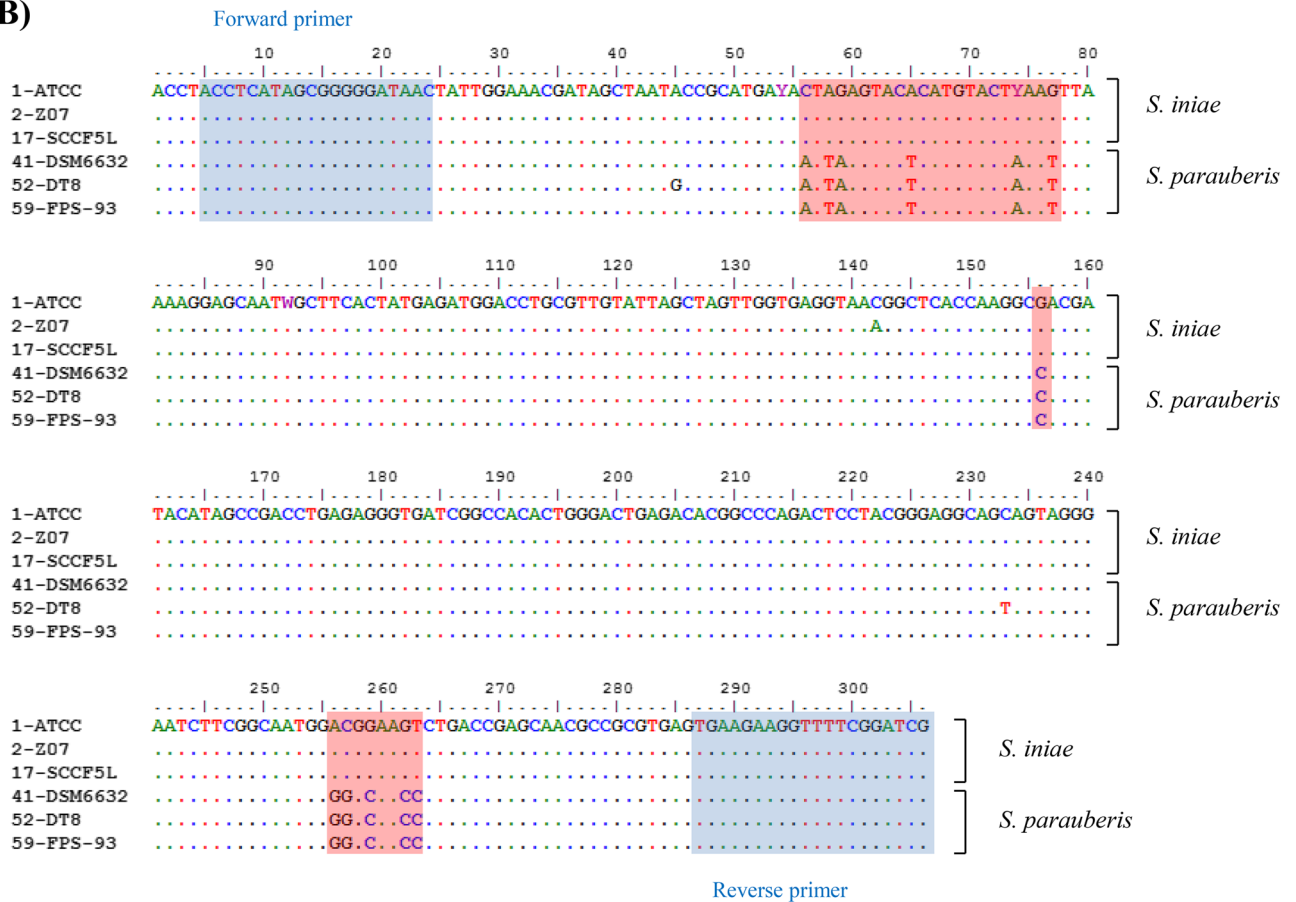 B)
Forward primer
10 20 30 40 50 60 70 80
....|....|....|....|....|....|....|....|....|....|....|....|....|....|....|....|
1-ATCC ACCTACCTCATAGCGGGGGATAACTATTGGAAACGATAGCTAATACCGCATGAYACTAGAGTACACATGTACTYAAGTTA
2-Z07 ................................................................................
17-SCCF5L ................................................................................
S. iniae
41-DSM6632 .......................................................A.TA.....T........A..T...
52-DT8 ............................................G..........A.TA.....T........A..T...
59-FPS-93 .......................................................A.TA.....T........A..T...
S. parauberis
90 100 110 120 130 140 150 160
....|....|....|....|....|....|....|....|....|....|....|....|....|....|....|....|
1-ATCC AAAGGAGCAATWGCTTCACTATGAGATGGACCTGCGTTGTATTAGCTAGTTGGTGAGGTAACGGCTCACCAAGGCGACGA
2-Z07 .............................................................A..................
17-SCCF5L ................................................................................
S. iniae
41-DSM6632 ...........................................................................C....
52-DT8 ...........................................................................C....
59-FPS-93 ...........................................................................C....
S. parauberis
170 180 190 200 210 220 230 240
....|....|....|....|....|....|....|....|....|....|....|....|....|....|....|....|
1-ATCC TACATAGCCGACCTGAGAGGGTGATCGGCCACACTGGGACTGAGACACGGCCCAGACTCCTACGGGAGGCAGCAGTAGGG
2-Z07 ................................................................................
17-SCCF5L ................................................................................
S. iniae
41-DSM6632 ................................................................................
52-DT8 ........................................................................T.......
59-FPS-93 ................................................................................
S. parauberis
250 260 270 280 290 300
....|....|....|....|....|....|....|....|....|....|....|....|....|.
1-ATCC AATCTTCGGCAATGGACGGAAGTCTGACCGAGCAACGCCGCGTGAGTGAAGAAGGTTTTCGGATCG
2-Z07 ..................................................................
17-SCCF5L ..................................................................
S. iniae
41-DSM6632 ...............GG.C..CC...........................................
52-DT8 ...............GG.C..CC...........................................
59-FPS-93 ...............GG.C..CC...........................................
S. parauberis
Reverse primer